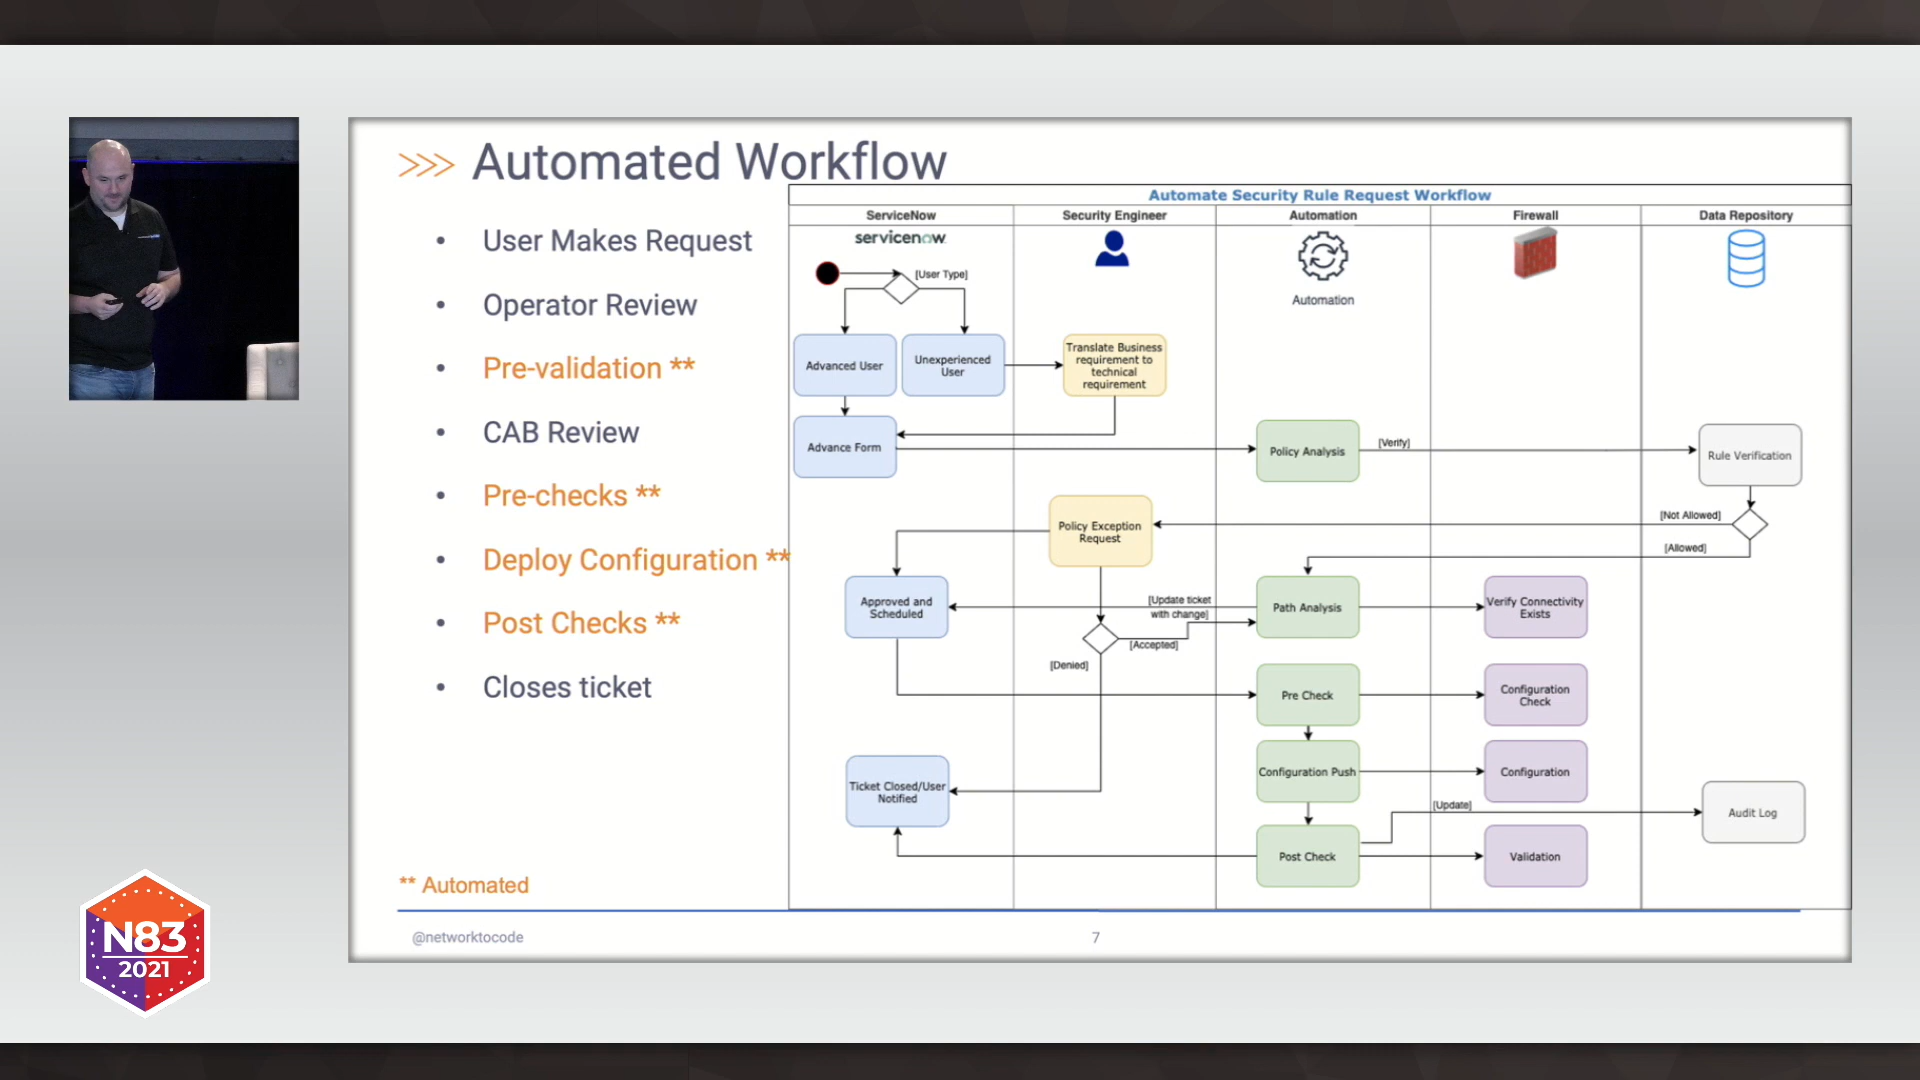 >>> Automated Workflow
• User Makes Request
• Operator Review
• Pre-validation **
• CAB Review
• Pre-checks **
• Deploy Configuration **
• Post Checks **
• Closes ticket
** Automated
Automate Security Rule Request Workflow
ServiceNow
Security Engineer
Automation
Firewall
Data Repository
servicenow
Automation
[User Type]
Advanced User
Unexperienced
User
Translate Business
requirement to
technical
requirement
Advance Form
Policy Analysis
[Verify]
Rule Verification
Policy Exception
Request
[Not Allowed]
[Allowed]
Approved and
Scheduled
[Update ticket
with change]
Path Analysis
Verify Connectivity
Exists
[Accepted]
[Denied]
Pre Check
Configuration
Check
Ticket Closed/User
Notified
Configuration Push
Configuration
[Update]
Audit Log
Post Check
Validation
@networktocode
7
N83
2021